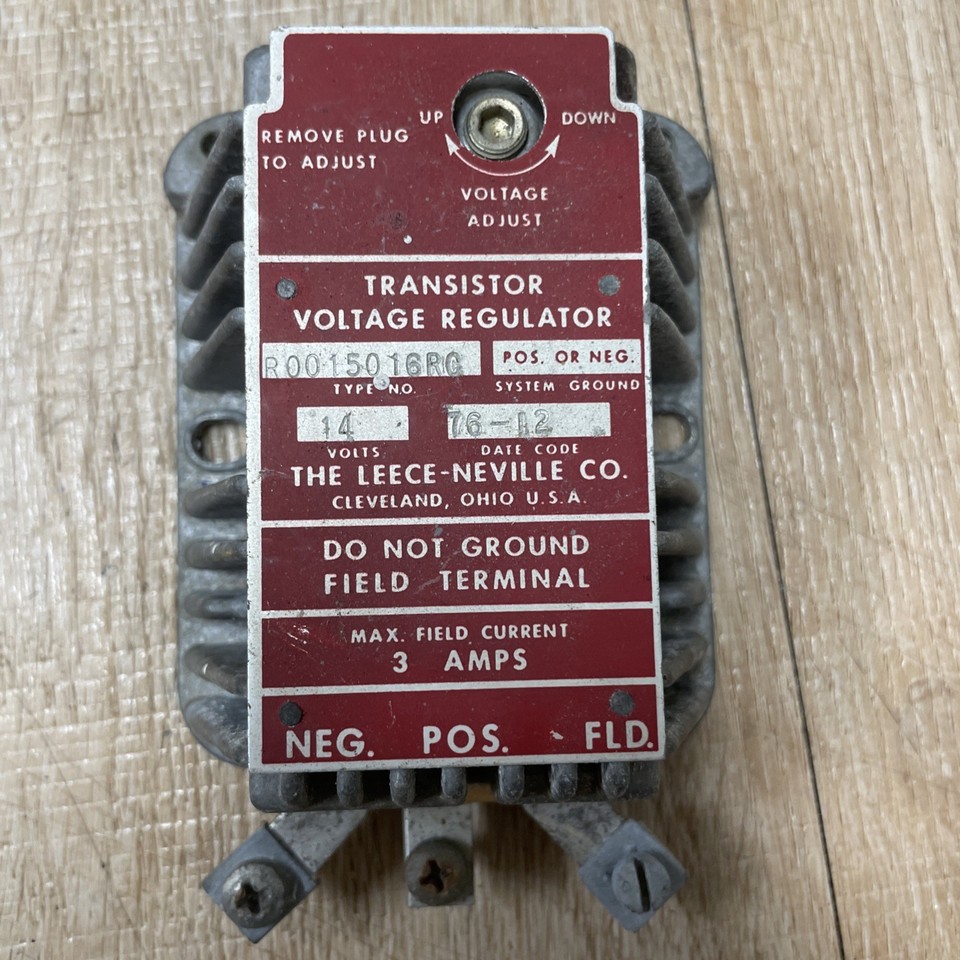 UP DOWN
REMOVE PLUG
TO ADJUST
VOLTAGE
ADJUST
TRANSISTOR
VOLTAGE REGULATOR
R0015016RG POS. OR NEG.
TYPE NO. SYSTEM GROUND
14 76-12
VOLTS DATE CODE
THE LEECE-NEVILLE CO.
CLEVELAND, OHIO U.S.A.
DO NOT GROUND
FIELD TERMINAL
MAX. FIELD CURRENT
3 AMPS
NEG. POS. FLD.